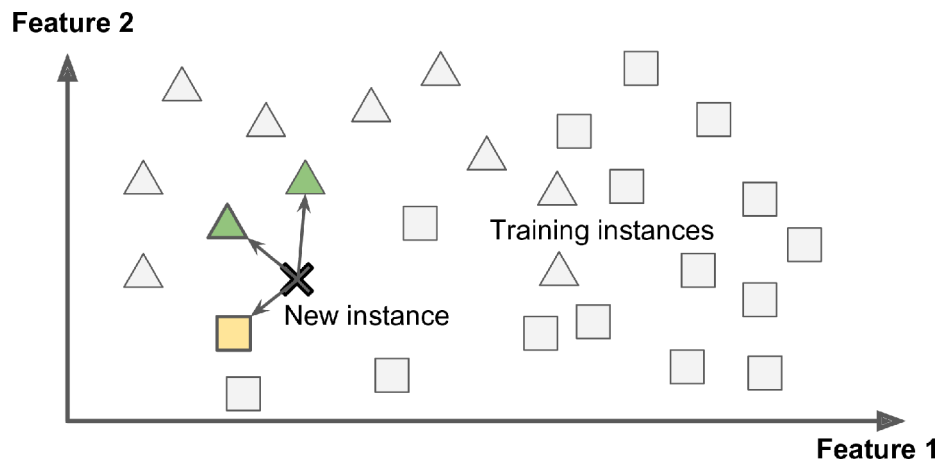 Feature 2
Training instances
New instance
Feature 1